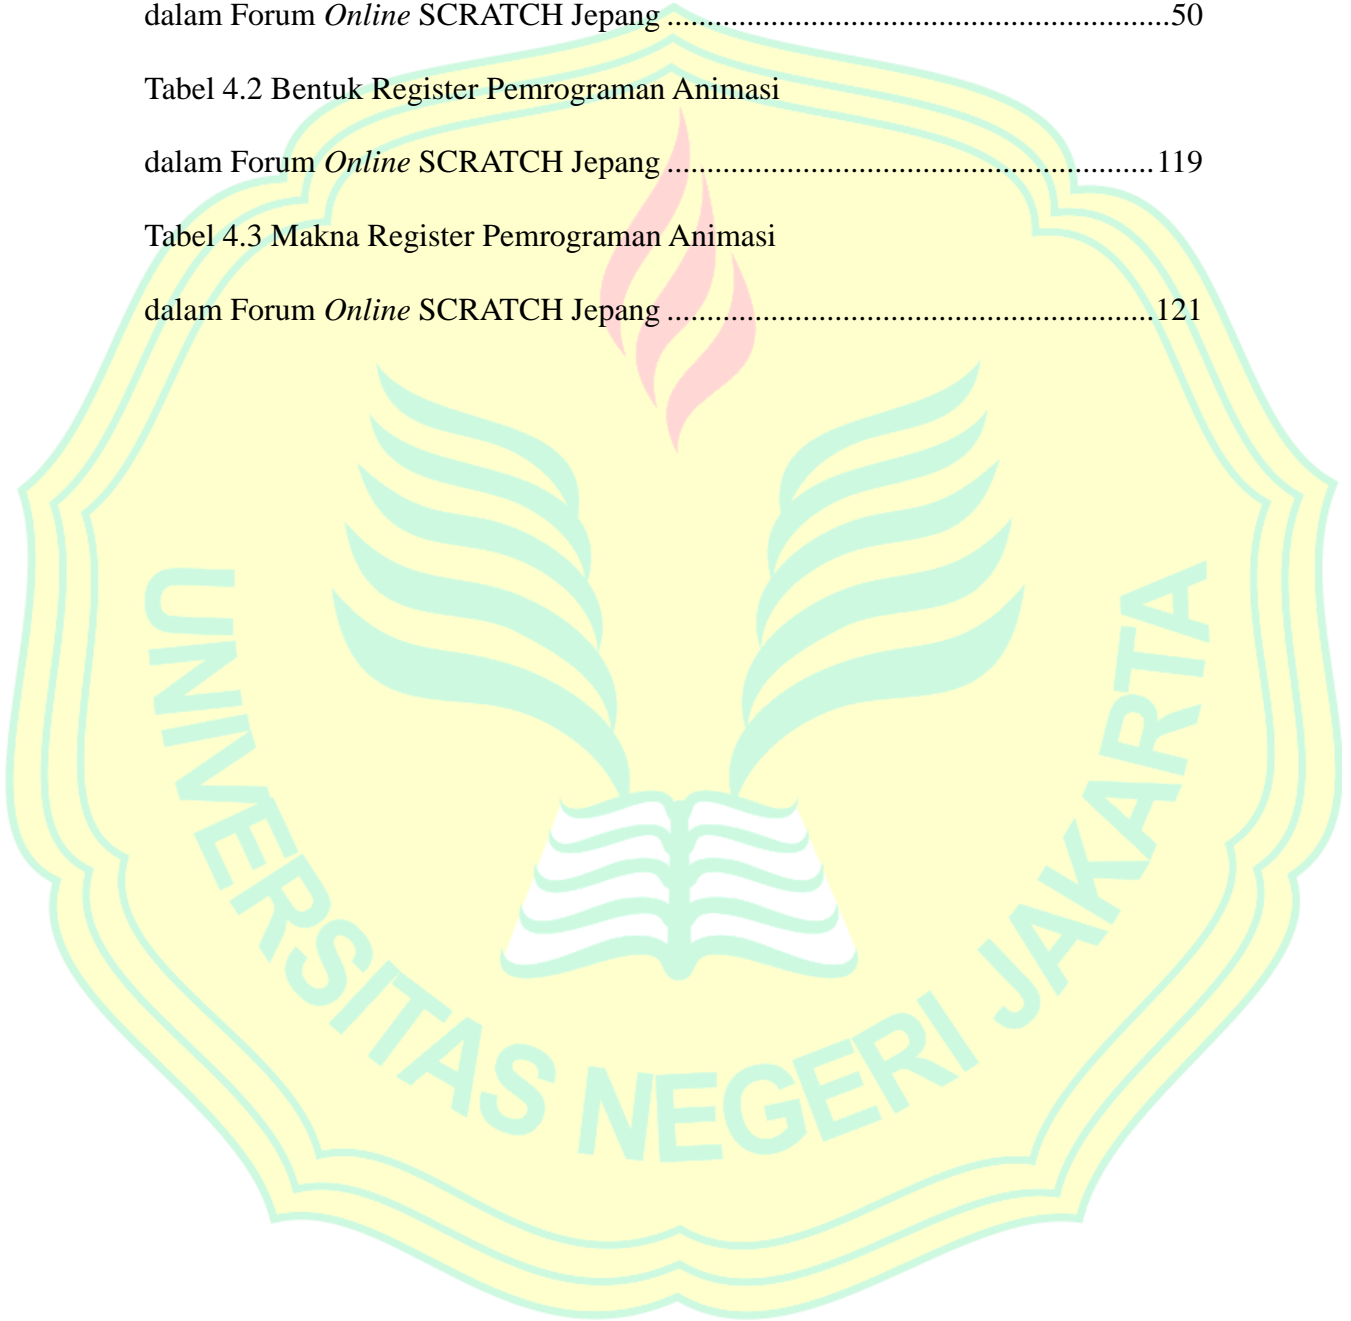 dalam Forum Online SCRATCH Jepang ...............................................................50
Tabel 4.2 Bentuk Register Pemrograman Animasi
dalam Forum Online SCRATCH Jepang .............................................................119
Tabel 4.3 Makna Register Pemrograman Animasi
dalam Forum Online SCRATCH Jepang .............................................................121
UNIVERSITAS NEGERI JAKARTA